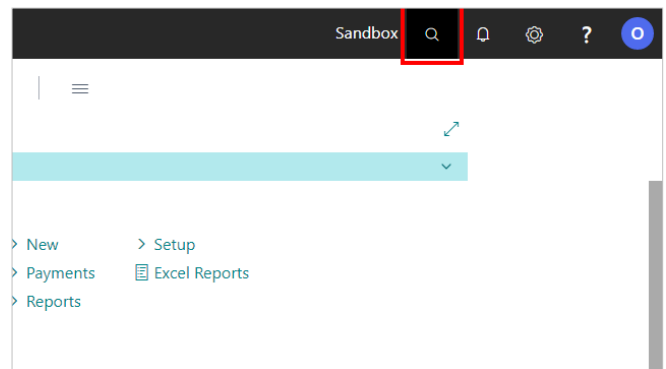 Sandbox ?
O
New Setup
Payments Excel Reports
Reports